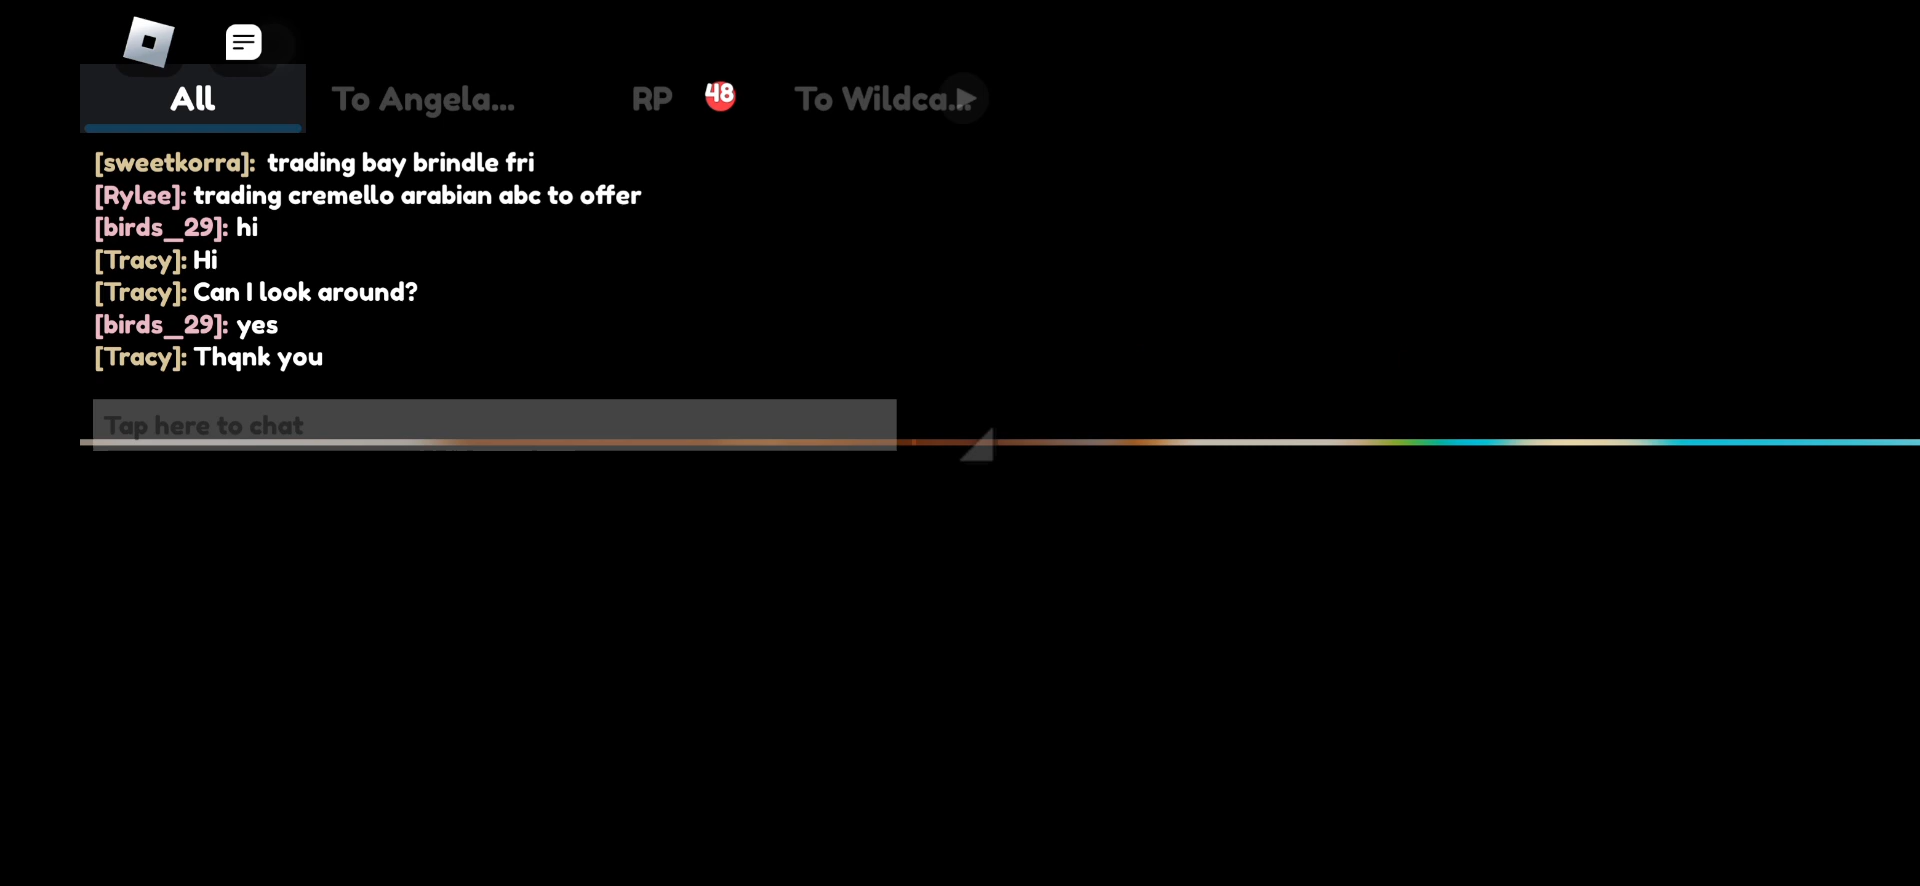 All
To Angela...
RP
48
To Wildca...
[sweetkorra]: trading bay brindle fri
[Rylee]: trading cremello arabian abc to offer
[birds_29]: hi
[Tracy]: Hi
[Tracy]: Can I look around?
[birds_29]: yes
[Tracy]: Thqnk you
Tap here to chat